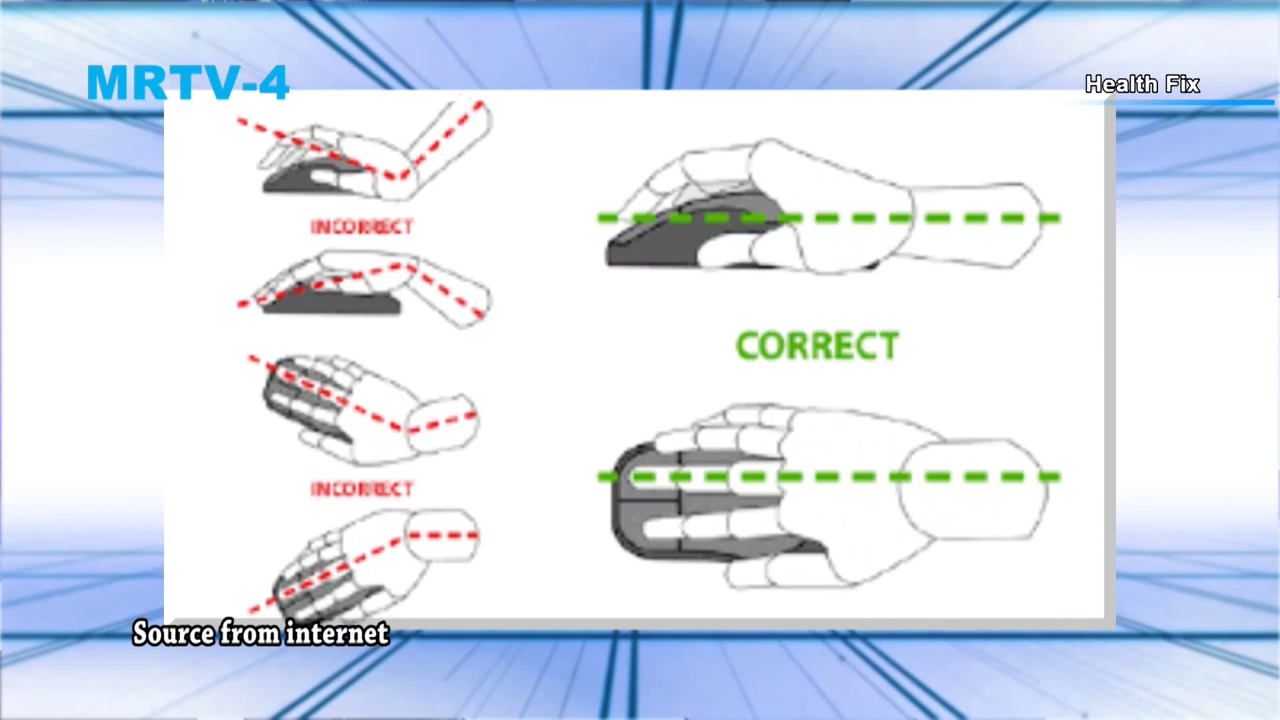 MRTV-4
Health Fix
INCORRECT
CORRECT
INCORRECT
Source from internet